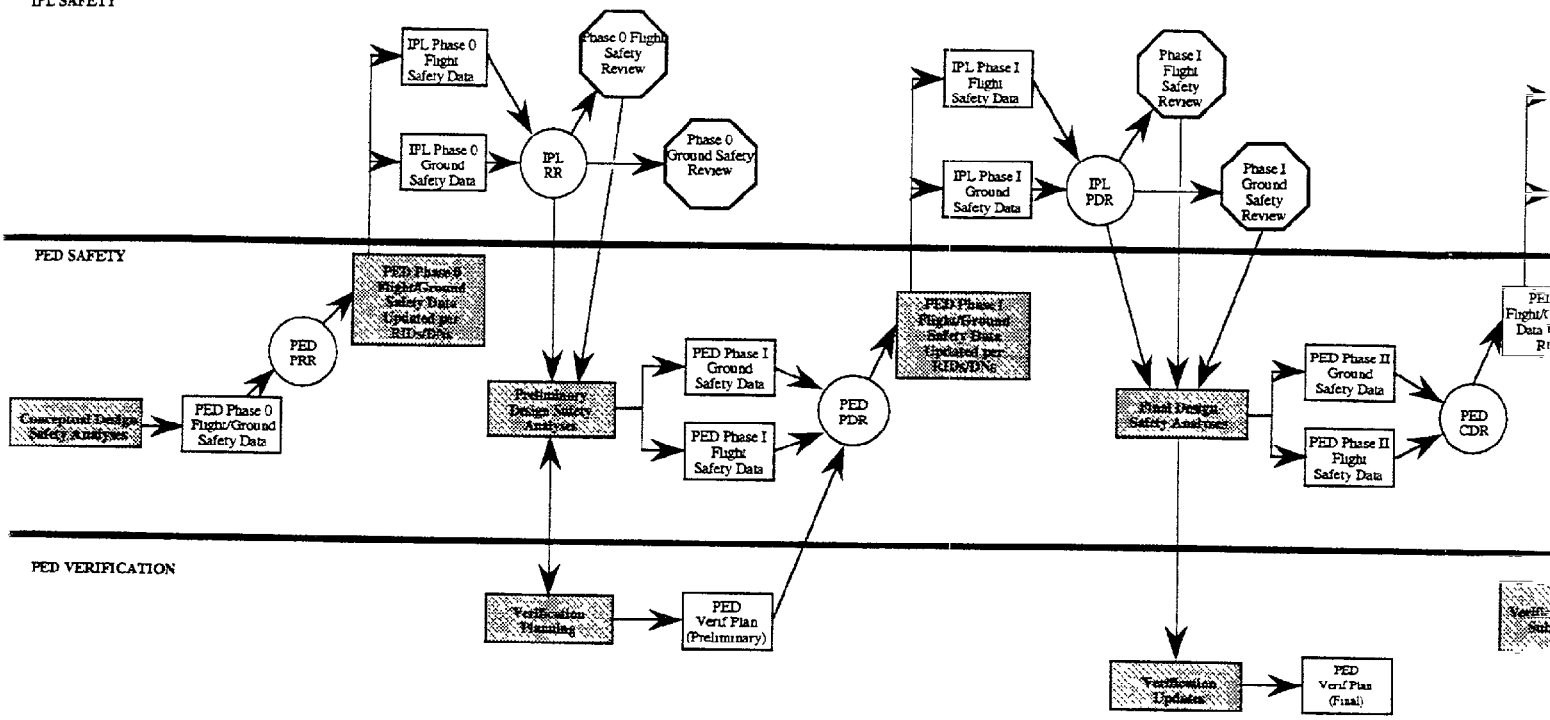 IPL SAFETY
IPL Phase 0
Flight
Safety Data
Phase 0 Flight
Safety
Review
IPL Phase 0
Ground
Safety Data
IPL
RR
Phase 0
Ground Safety
Review
IPL Phase I
Flight
Safety Data
Phase I
Flight
Safety
Review
IPL Phase I
Ground
Safety Data
IPL
PDR
Phase I
Ground
Safety
Review
PED SAFETY
PED Phase 0
Flight/Ground
Safety Data
Updated per
RIDs/DNs
PED
PRR
Conceptual Design
Safety Analyses
PED Phase 0
Flight/Ground
Safety Data
Preliminary
Design Safety
Analyses
PED Phase I
Ground
Safety Data
PED Phase I
Flight
Safety Data
PED
PDR
PED Phase I
Flight/Ground
Safety Data
Updated per
RIDs/DNs
Final Design
Safety Analyses
PED Phase II
Ground
Safety Data
PED Phase II
Flight
Safety Data
PED
CDR
Data
PED VERIFICATION
Verification
Planning
PED
Verif Plan
(Preliminary)
Verification
Updates
PED
Verif Plan
(Final)